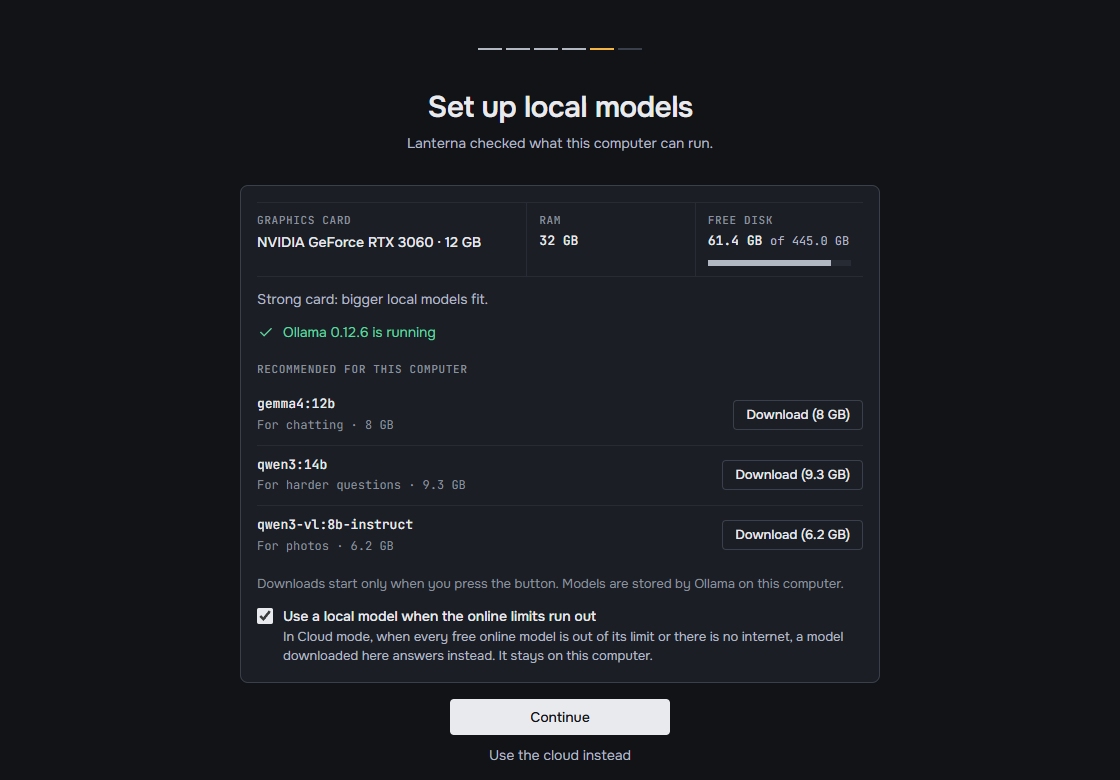 Set up local models
Lanterna checked what this computer can run.
GRAPHICS CARD
NVIDIA GeForce RTX 3060 · 12 GB
RAM
32 GB
FREE DISK
61.4 GB of 445.0 GB
Strong card: bigger local models fit.
Ollama 0.12.6 is running
RECOMMENDED FOR THIS COMPUTER
gemma4:12b
For chatting · 8 GB
Download (8 GB)
qwen3:14b
For harder questions · 9.3 GB
Download (9.3 GB)
qwen3-vl:8b-instruct
For photos · 6.2 GB
Download (6.2 GB)
Downloads start only when you press the button. Models are stored by Ollama on this computer.
Use a local model when the online limits run out
In Cloud mode, when every free online model is out of its limit or there is no internet, a model
downloaded here answers instead. It stays on this computer.
Continue
Use the cloud instead